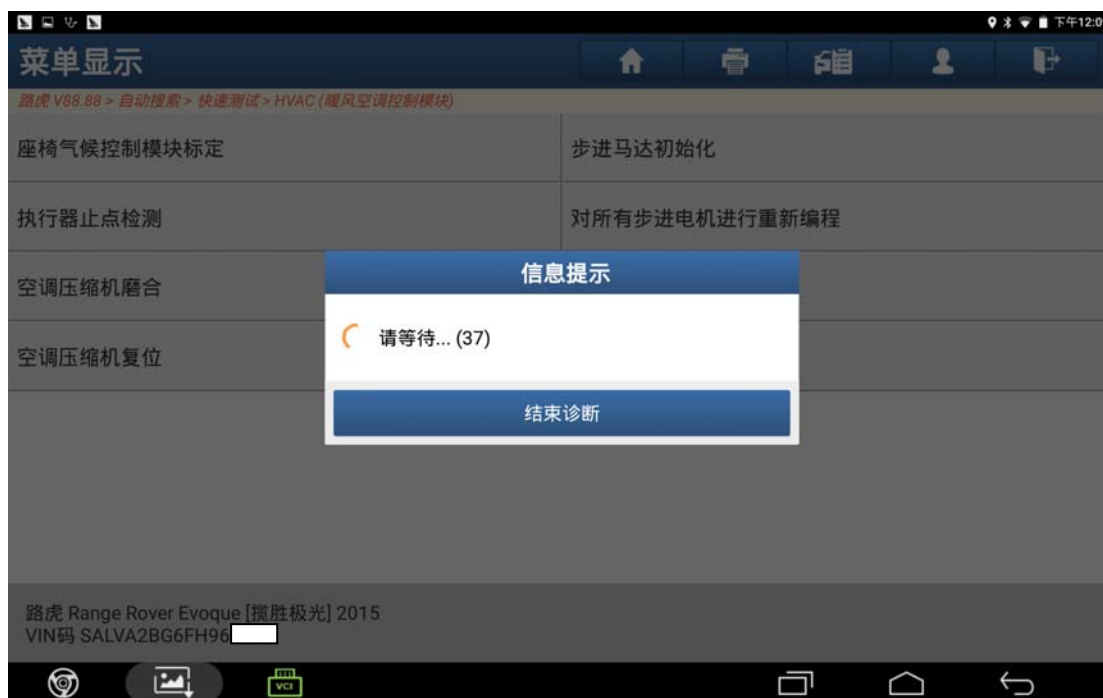 下午12:0
菜单显示
路虎 V88.88 > 自动搜索 > 快速测试 > HVAC (暖风空调控制模块)
座椅气候控制模块标定
步进马达初始化
执行器止点检测
对所有步进电机进行重新编程
空调压缩机磨合
信息提示
请等待... (37)
空调压缩机复位
结束诊断
路虎 Range Rover Evoque [揽胜极光] 2015
VIN码 SALVA2BG6FH96
VCI